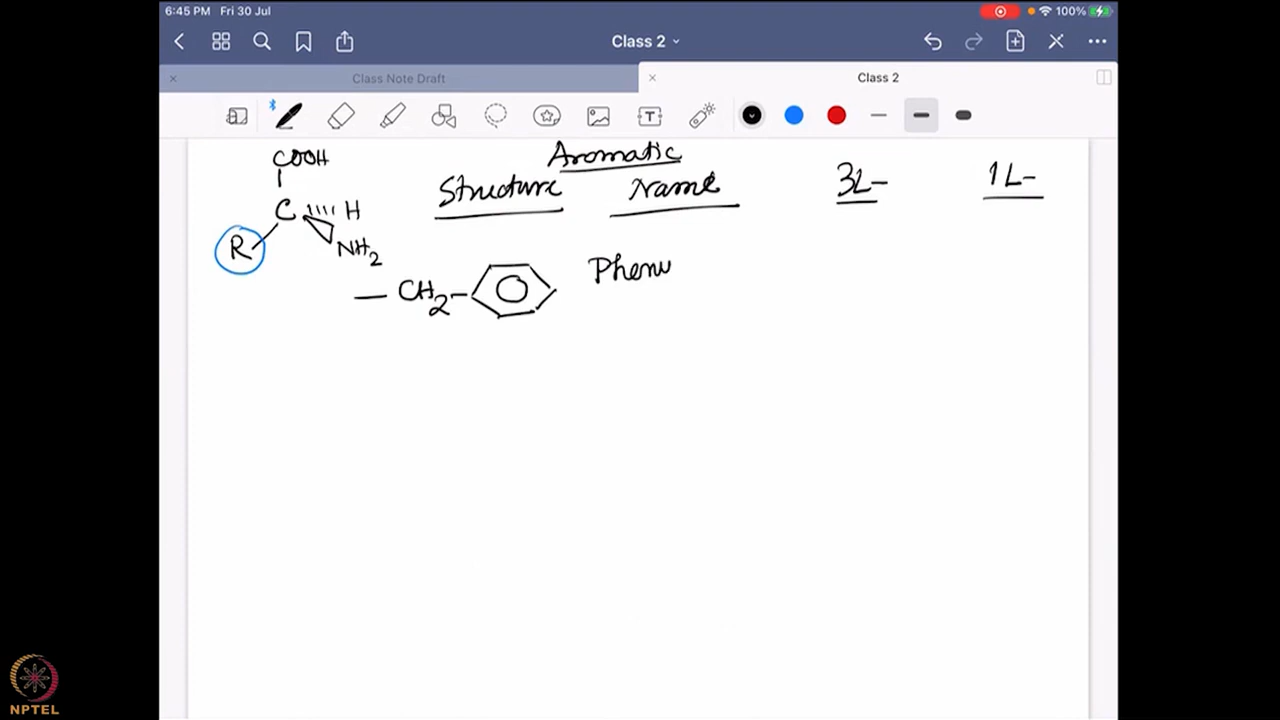 6:45 PM Fri 30 Jul
100%
Class 2
Class Note Draft
Class 2
T
COOH
Aromatic
Structure Name 3L- 1L-
C H
R
NH2
CH2
Phenu
NPTEL